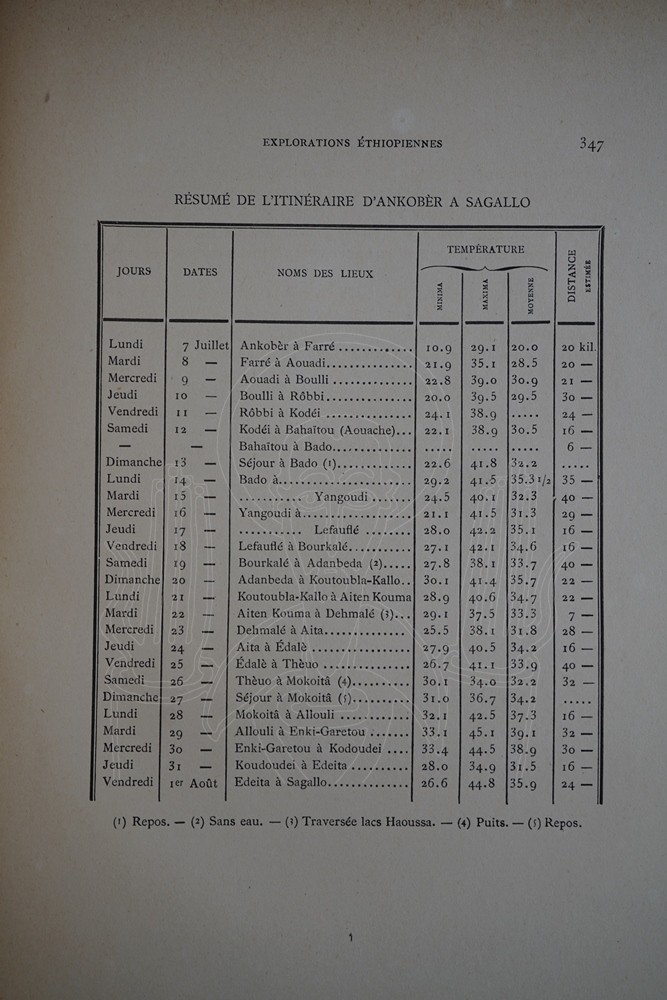 EXPLORATIONS ÉTHIOPIENNES 347
RÉSUMÉ DE L'ITINÉRAIRE D'ANKOBÈR A SAGALLO
JOURS DATES NOMS DES LIEUX TEMPÉRATURE DISTANCE ESTIMÉE
MINIMA MAXIMA MOYENNE
Lundi 7 Juillet Ankobèr à Farré ............. 10.9 29.1 20.0 20 kil.
Mardi 8 — Farré à Aouadi............... 21.9 35.1 28.5 20 —
Mercredi 9 — Aouadi à Boulli .............. 22.8 39.0 30.9 21 —
Jeudi 10 — Boulli à Rôbbi............... 20.0 39.5 29.5 30 —
Vendredi 11 — Rôbbi à Kodéi ............... 24.1 38.9 ..... 24 —
Samedi 12 — Kodéi à Bahaïtou (Aouache)... 22.1 38.9 30.5 16 —
— — Bahaïtou à Bado.............. ..... ..... ..... 6 —
Dimanche 13 — Séjour à Bado (1)............. 22.6 41.8 32.2 .....
Lundi 14 — Bado à....................... 29.2 41.5 35.3 1/2 35 —
Mardi 15 — ........... Yangoudi ....... 24.5 40.1 32.3 40 —
Mercredi 16 — Yangoudi à................... 21.1 41.5 31.3 29 —
Jeudi 17 — ........... Lefauflé ........ 28.0 42.2 35.1 16 —
Vendredi 18 — Lefauflé à Bourkalé.......... 27.1 42.1 34.6 16 —
Samedi 19 — Bourkalé à Adanbeda (2)..... 27.8 38.1 33.7 40 —
Dimanche 20 — Adanbeda à Koutoubla-Kallo.. 30.1 41.4 35.7 22 —
Lundi 21 — Koutoubla-Kallo à Aiten Kouma 28.9 40.6 34.7 22 —
Mardi 22 — Aiten Kouma à Dehmalé (3)... 29.1 37.5 33.3 7 —
Mercredi 23 — Dehmalé à Aita.............. 25.5 38.1 31.8 28 —
Jeudi 24 — Aita à Édalè ................. 27.9 40.5 34.2 16 —
Vendredi 25 — Édalè à Thèuo ............... 26.7 41.1 33.9 40 —
Samedi 26 — Thèuo à Mokoitâ (4).......... 30.1 34.0 32.2 32 —
Dimanche 27 — Séjour à Mokoitâ (5).......... 31.0 36.7 34.2 .....
Lundi 28 — Mokoitâ à Allouli ............ 32.1 42.5 37.3 16 —
Mardi 29 — Allouli à Enki-Garetou ....... 33.1 45.1 39.1 32 —
Mercredi 30 — Enki-Garetou à Kodoudei .... 33.4 44.5 38.9 30 —
Jeudi 31 — Koudoudei à Edeita .......... 28.0 34.9 31.5 16 —
Vendredi 1er Août Edeita à Sagallo.............. 26.6 44.8 35.9 24 —
(1) Repos. — (2) Sans eau. — (3) Traversée lacs Haoussa. — (4) Puits. — (5) Repos.
1